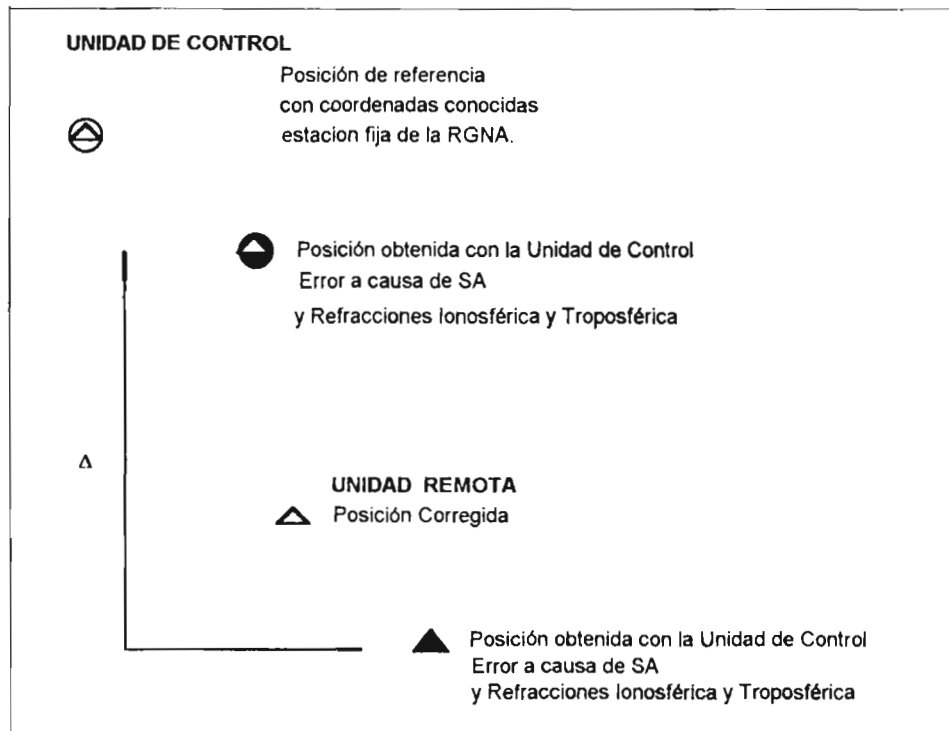 UNIDAD DE CONTROL
Posición de referencia
con coordenadas conocidas
estacion fija de la RGNA.
Posición obtenida con la Unidad de Control
Error a causa de SA
y Refracciones Ionosférica y Troposférica
Δ
UNIDAD REMOTA
Posición Corregida
Posición obtenida con la Unidad de Control
Error a causa de SA
y Refracciones Ionosférica y Troposférica